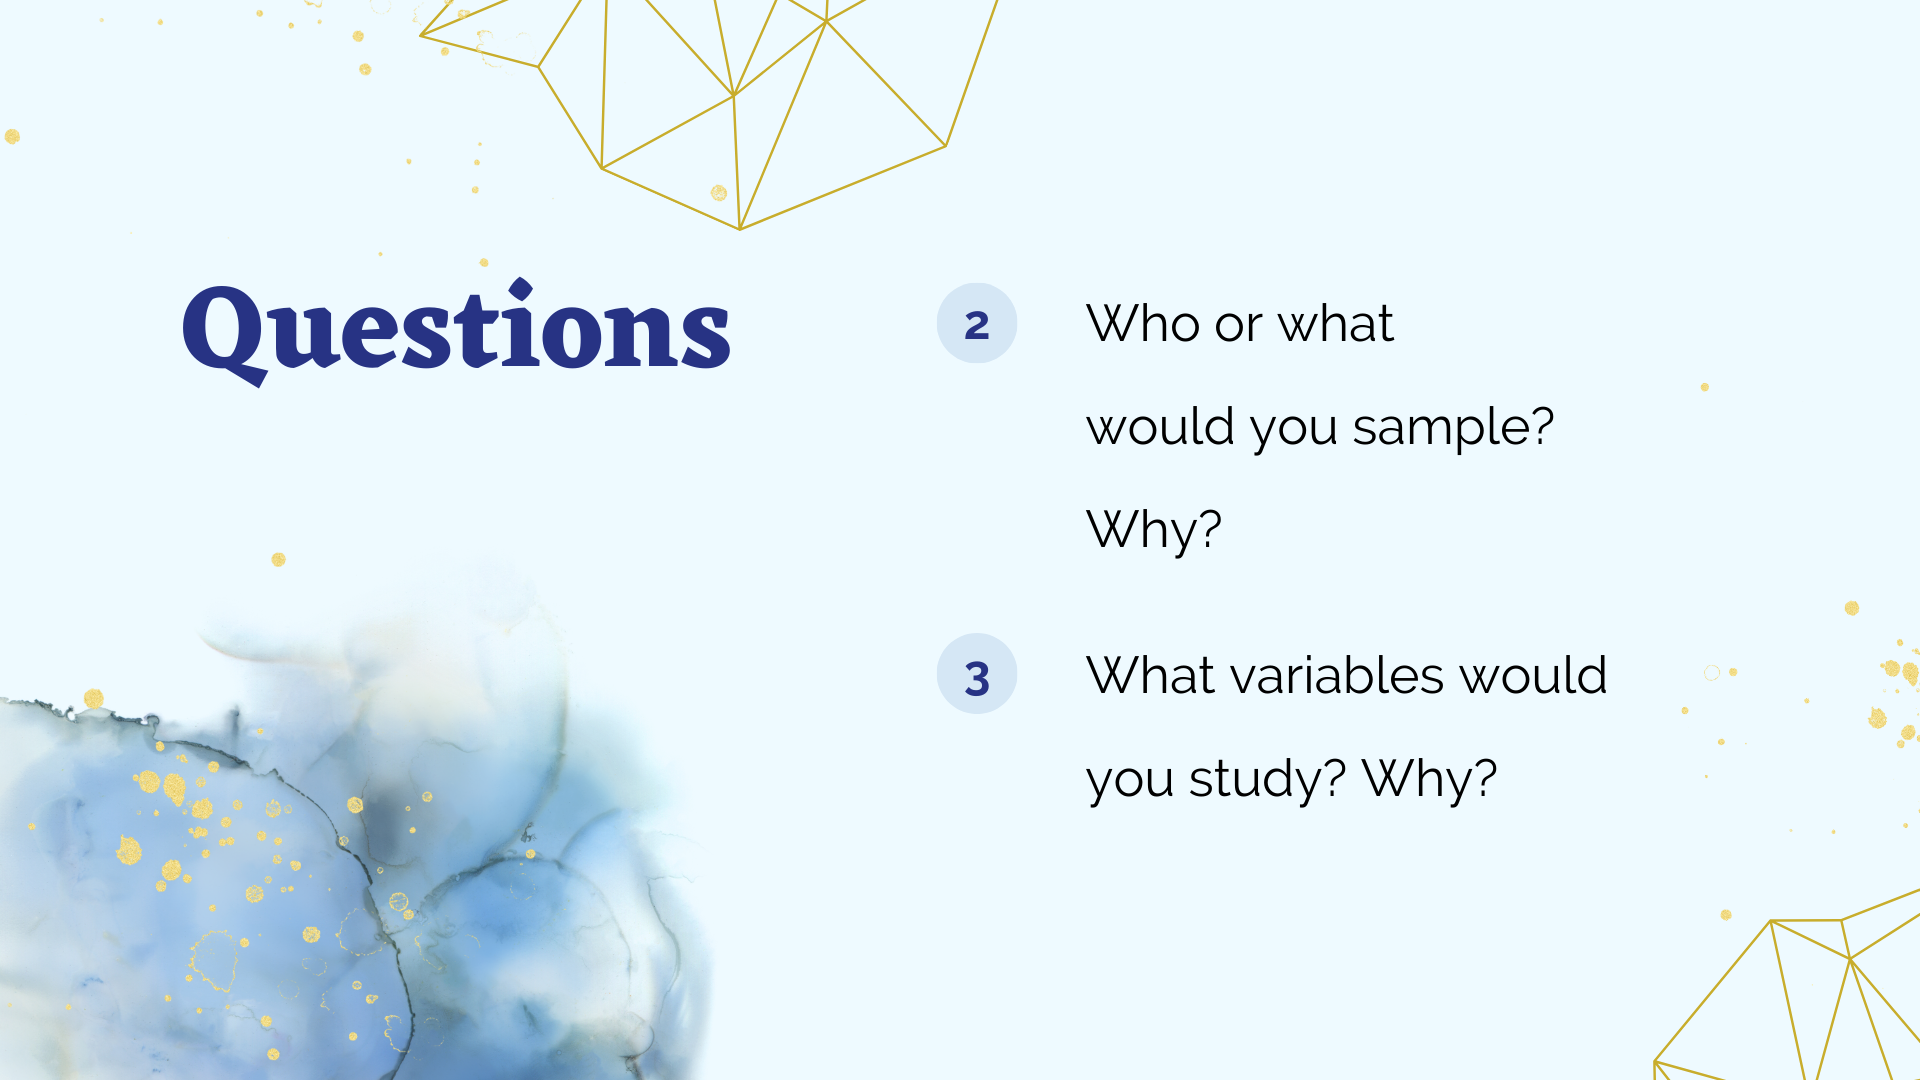 Questions
2 Who or what
would you sample?
Why?
3 What variables would
you study? Why?